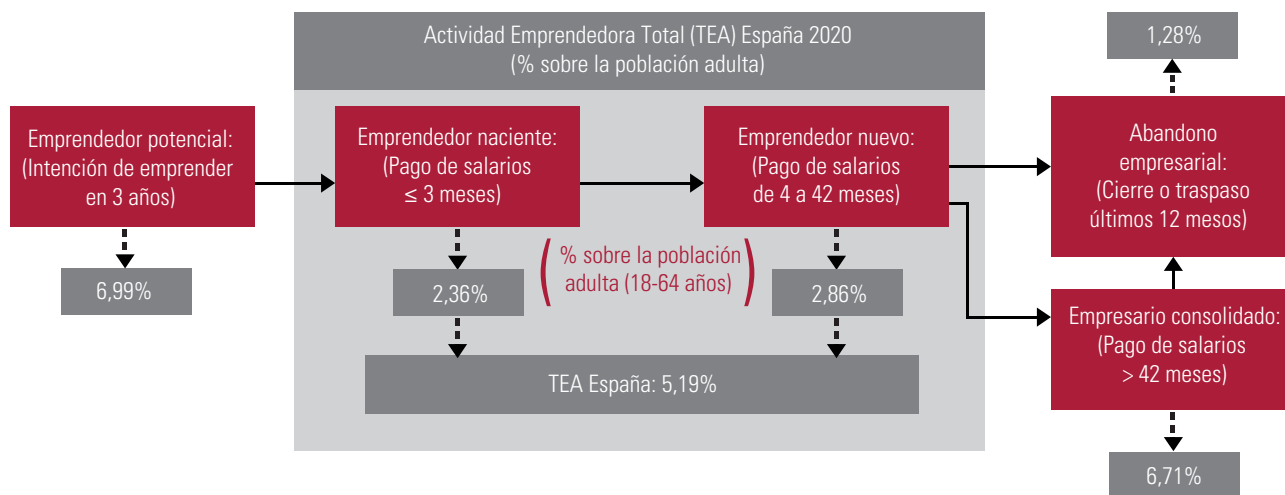 Actividad Emprendedora Total (TEA) España 2020
(% sobre la población adulta)
1,28%
Emprendedor potencial:
(Intención de emprender
en 3 años)
Emprendedor naciente:
(Pago de salarios
≤ 3 meses)
Emprendedor nuevo:
(Pago de salarios
de 4 a 42 meses)
Abandono
empresarial:
(Cierre o traspaso
últimos 12 mesos)
6,99%
2,36%
(% sobre la población
adulta (18-64 años))
2,86%
Empresario consolidado:
(Pago de salarios
> 42 meses)
TEA España: 5,19%
6,71%